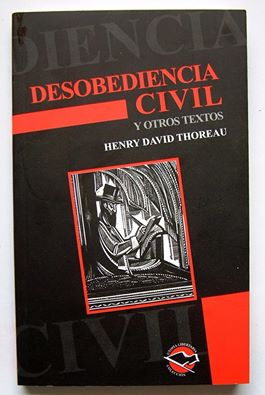 DIENCIA
DESOBEDIENCIA
CIVIL
Y OTROS TEXTOS
HENRY DAVID THOREAU
CIVIL